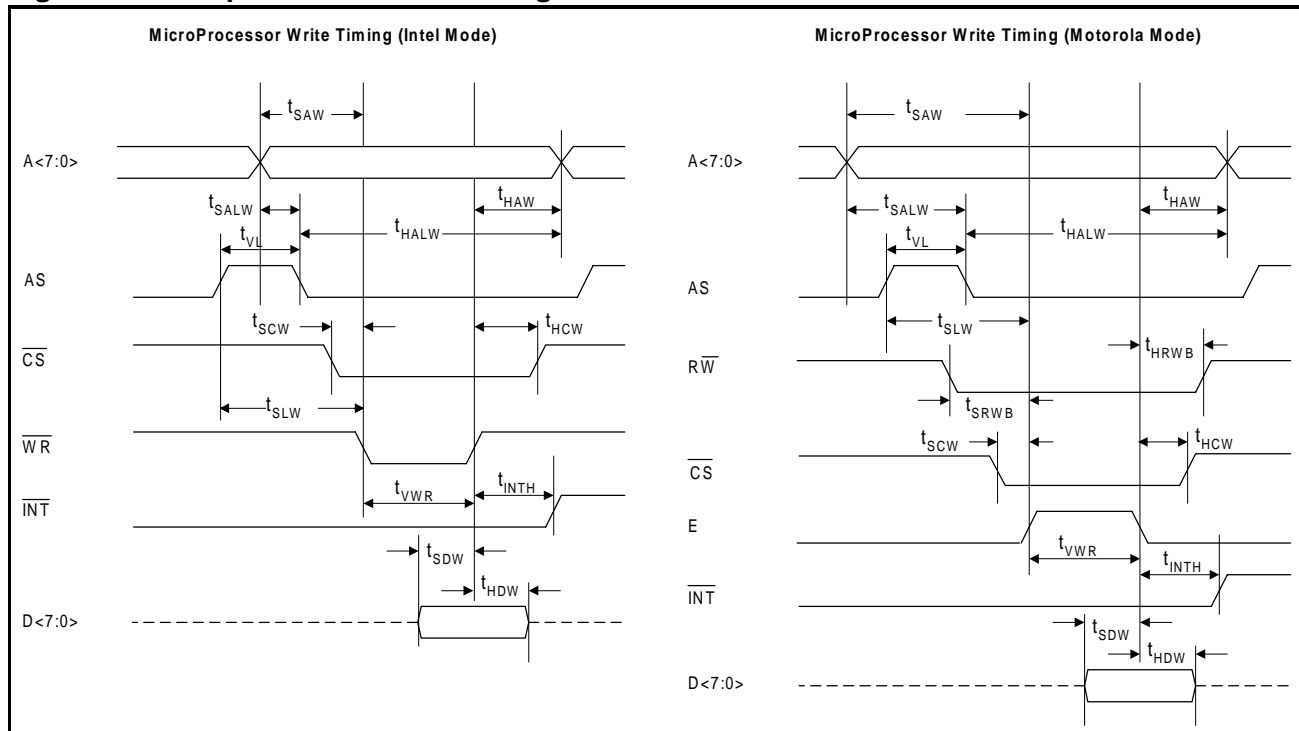 MicroProcessor Write Timing (Intel Mode)
tSAW
A<7:0>
tSALW
tHAW
tHALW
tVL
AS
tSCW
tHCW
CS
tSLW
WR
tVWR
tINTH
INT
tSDW
tHDW
D<7:0>
MicroProcessor Write Timing (Motorola Mode)
tSAW
A<7:0>
tSALW
tHAW
tHALW
tVL
AS
tSLW
tHRWB
RW
tSRWB
tSCW
tHCW
CS
E
tVWR
tINTH
INT
tSDW
tHDW
D<7:0>